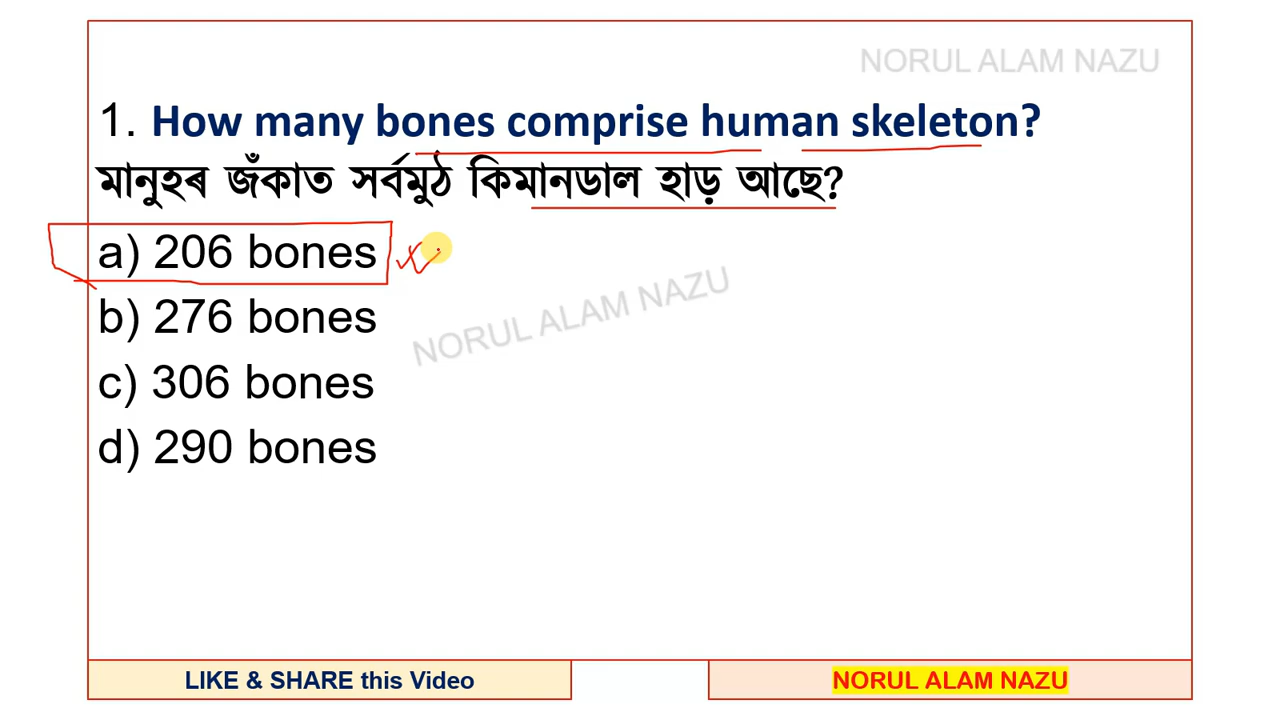 NORUL ALAM NAZU
1. How many bones comprise human skeleton?
মানুহৰ জঁকাত সৰ্বমুঠ কিমানডাল হাড় আছে?
a) 206 bones
b) 276 bones
NORUL ALAM NAZU
c) 306 bones
d) 290 bones
LIKE & SHARE this Video
NORUL ALAM NAZU